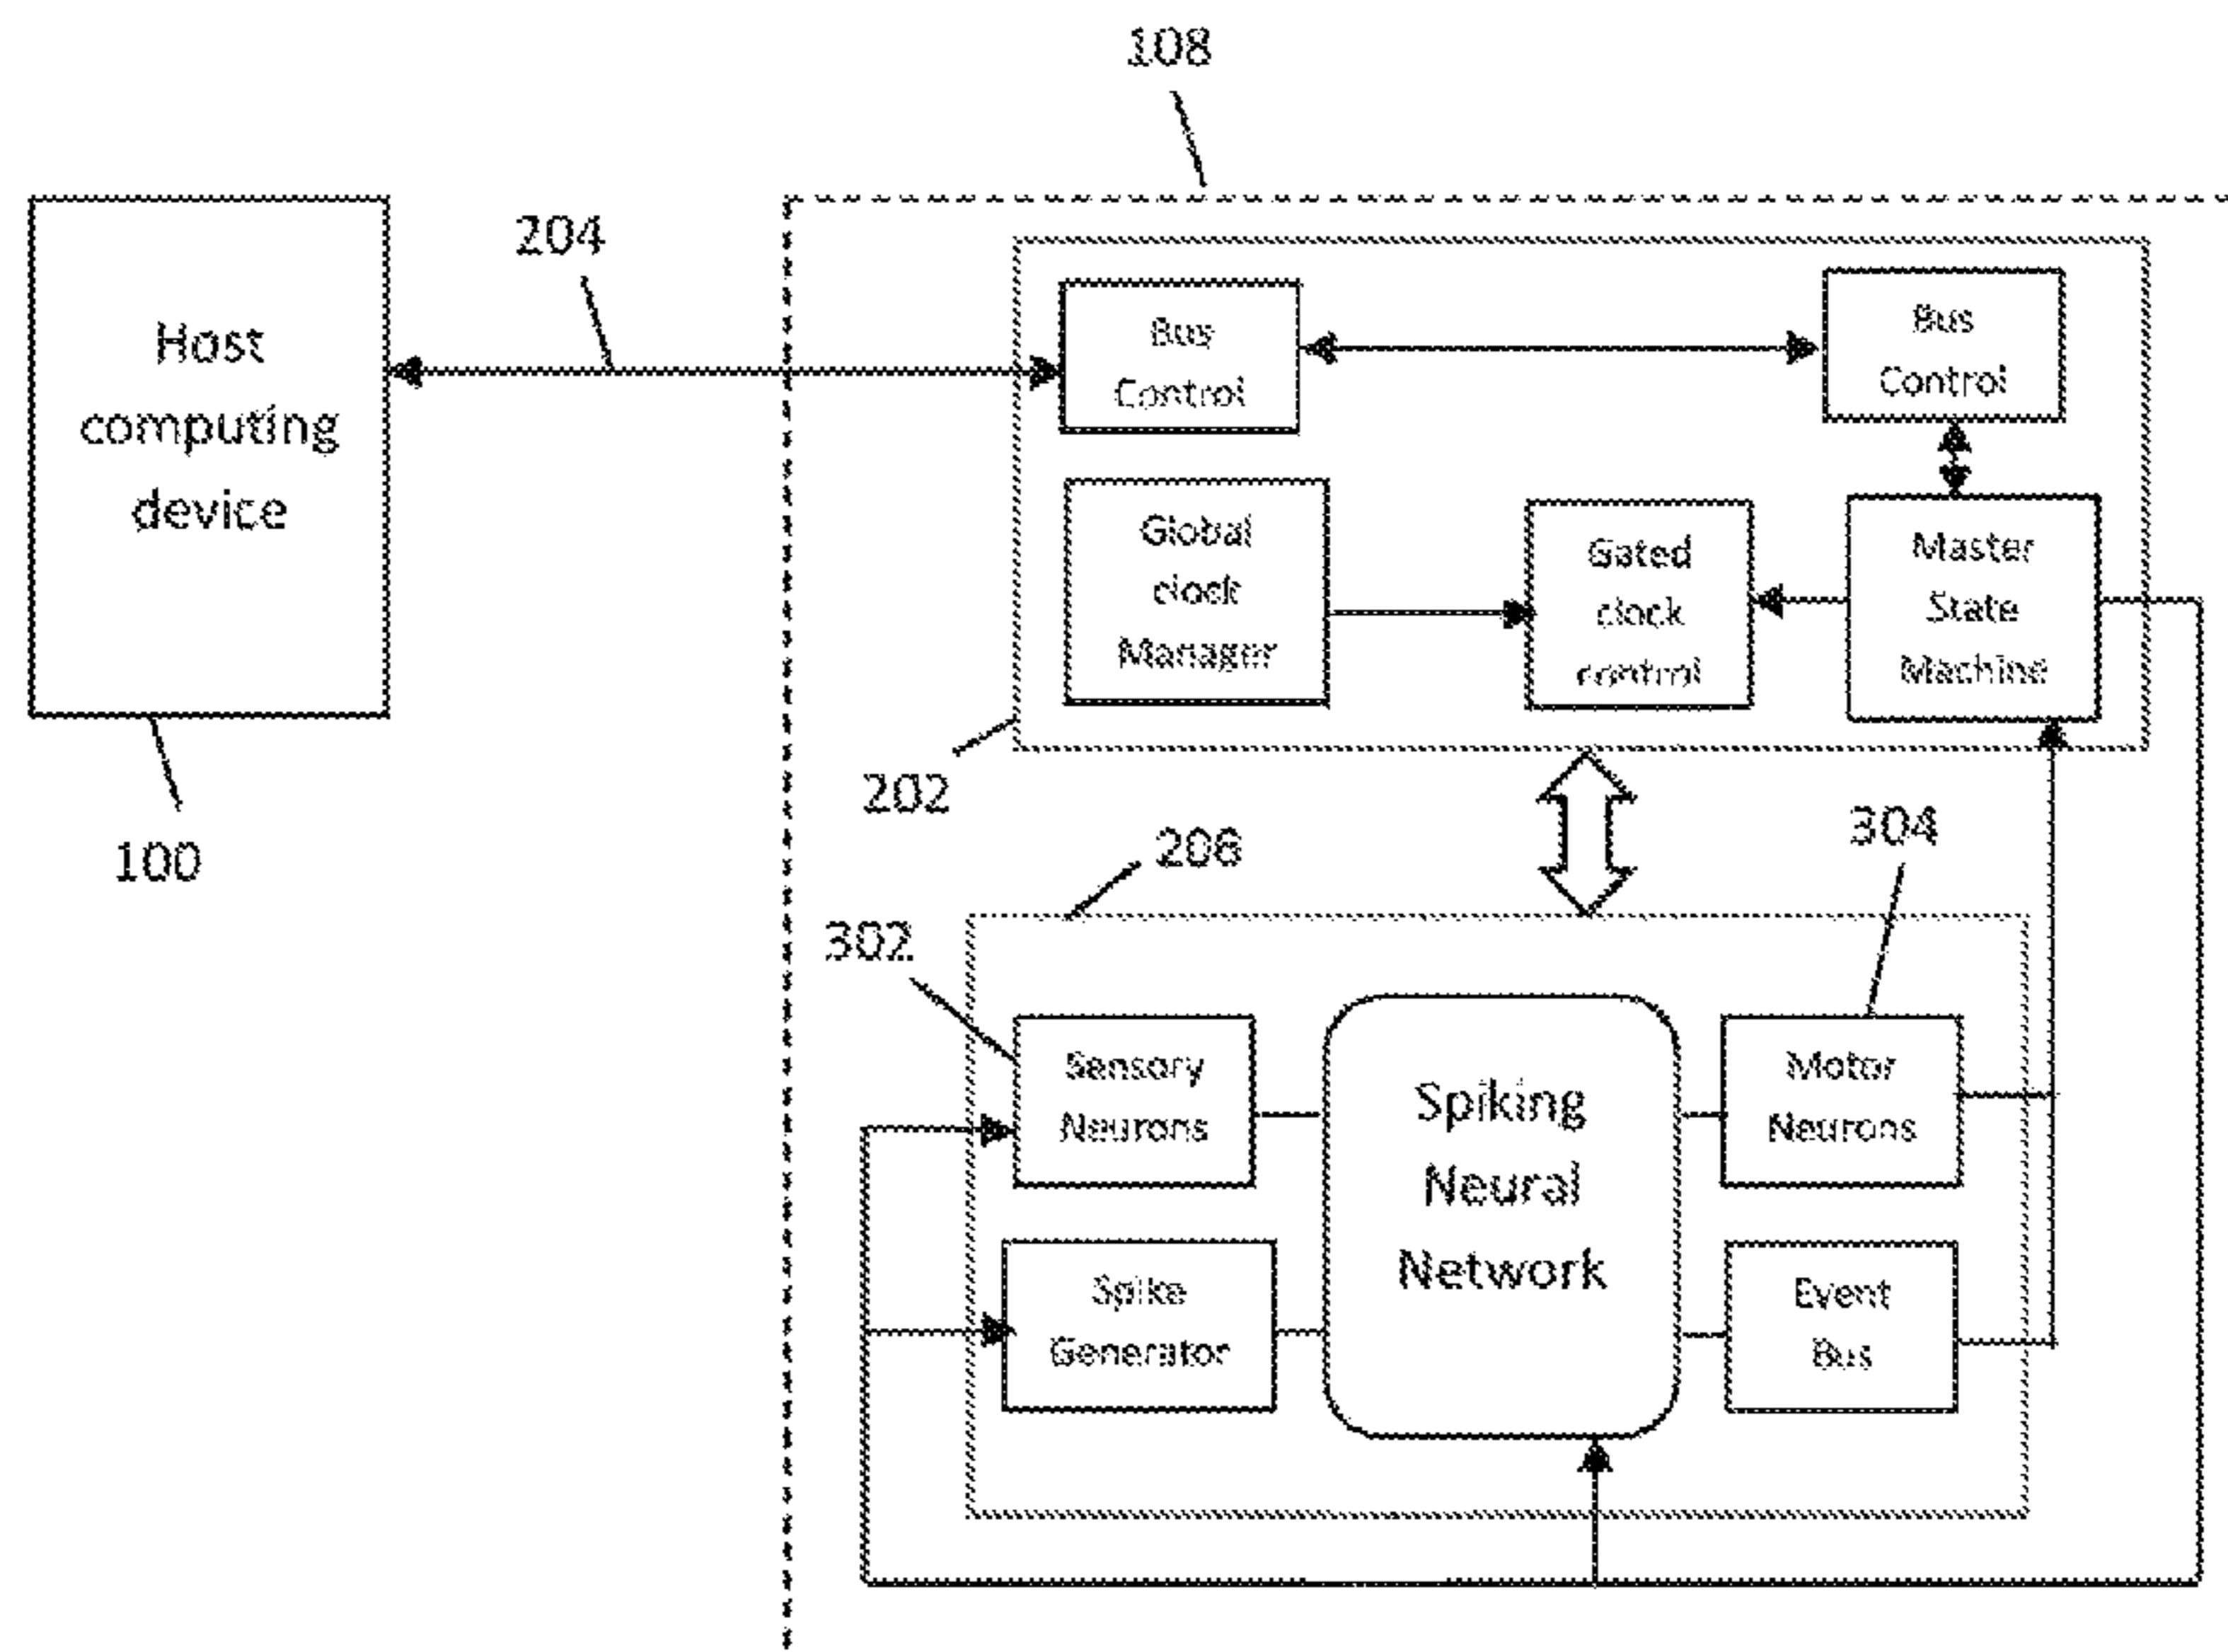 108
204
Host
computing
device
100
Bus
Control
Bus
Control
Global
clock
Manager
Gated
clock
control
Master
State
Machine
202
206
304
302
Sensory
Neurons
Spiking
Neural
Network
Motor
Neurons
Spike
Generator
Event
Bus